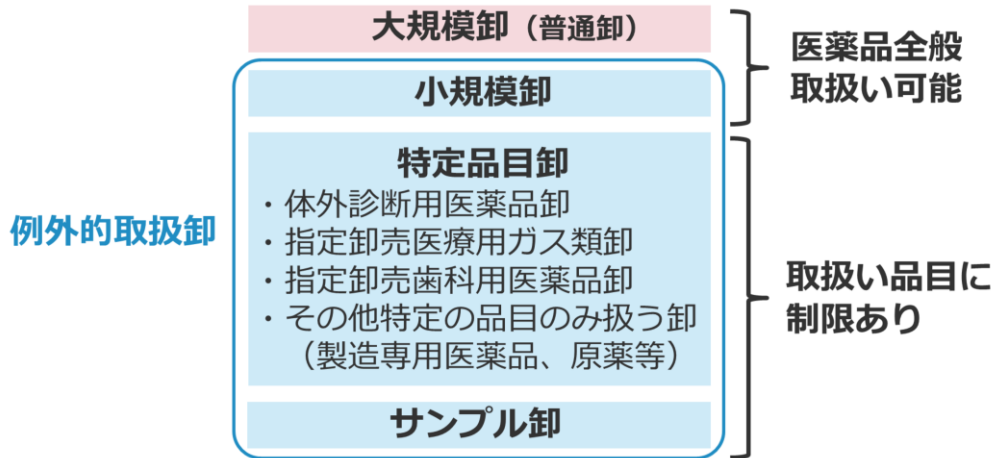 大規模卸（普通卸）
医薬品全般
取扱い可能
小規模卸
特定品目卸
・体外診断用医薬品卸
・指定卸売医療用ガス類卸
・指定卸売歯科用医薬品卸
・その他特定の品目のみ扱う卸
（製造専用医薬品、原薬等）
例外的取扱卸
取扱い品目に
制限あり
サンプル卸